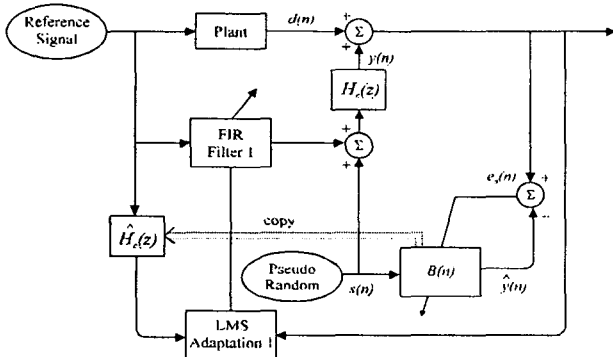 Reference
Signal
Plant
d(n)
+
Σ
+
y(n)
H_c(z)
FIR
Filter 1
+
Σ
+
e_s(n)
+
Σ
−
copy
Ĥ_c(z)
Pseudo
Random
s(n)
B(n)
ŷ(n)
LMS
Adaptation 1